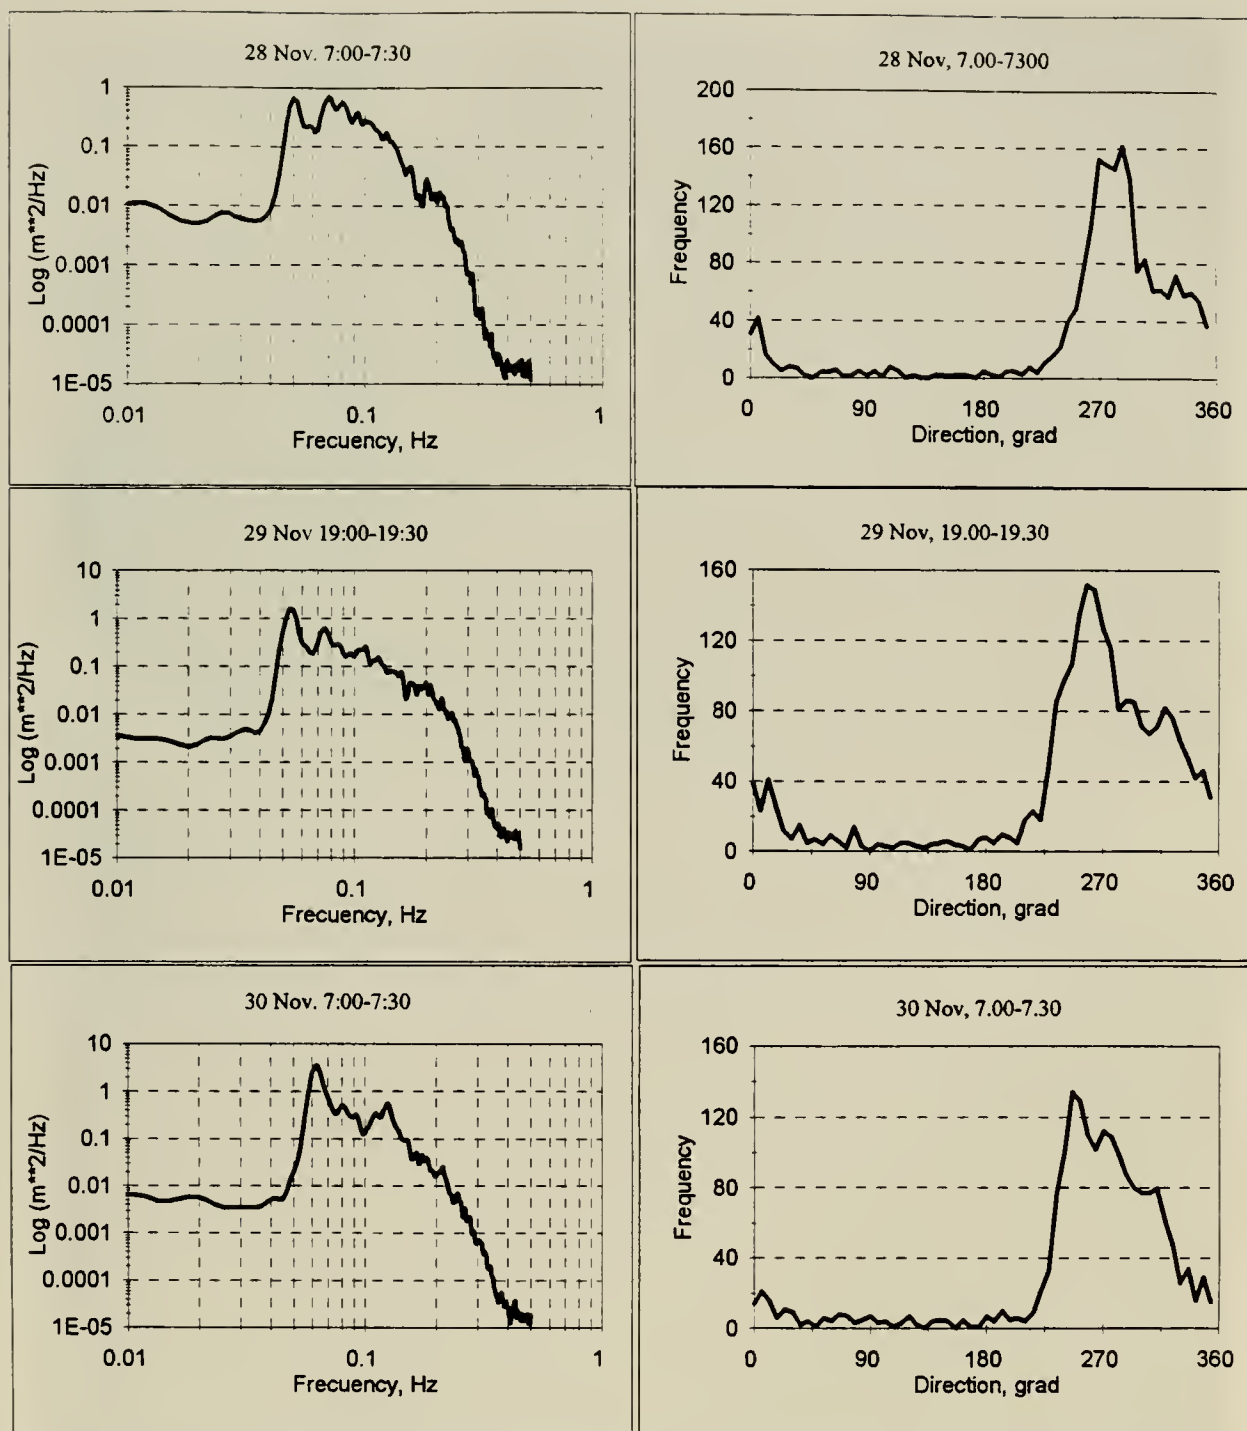 28 Nov. 7:00-7:30
1
0.1
0.01
0.001
0.0001
1E-05
Log (m**2/Hz)
0.01 0.1 1
Frecuency, Hz
28 Nov, 7.00-7300
200
160
120
80
40
0
Frequency
0 90 180 270 360
Direction, grad
29 Nov 19:00-19:30
10
1
0.1
0.01
0.001
0.0001
1E-05
Log (m**2/Hz)
0.01 0.1 1
Frecuency, Hz
29 Nov, 19.00-19.30
160
120
80
40
0
Frequency
0 90 180 270 360
Direction, grad
30 Nov. 7:00-7:30
10
1
0.1
0.01
0.001
0.0001
1E-05
Log (m**2/Hz)
0.01 0.1 1
Frecuency, Hz
30 Nov, 7.00-7.30
160
120
80
40
0
Frequency
0 90 180 270 360
Direction, grad